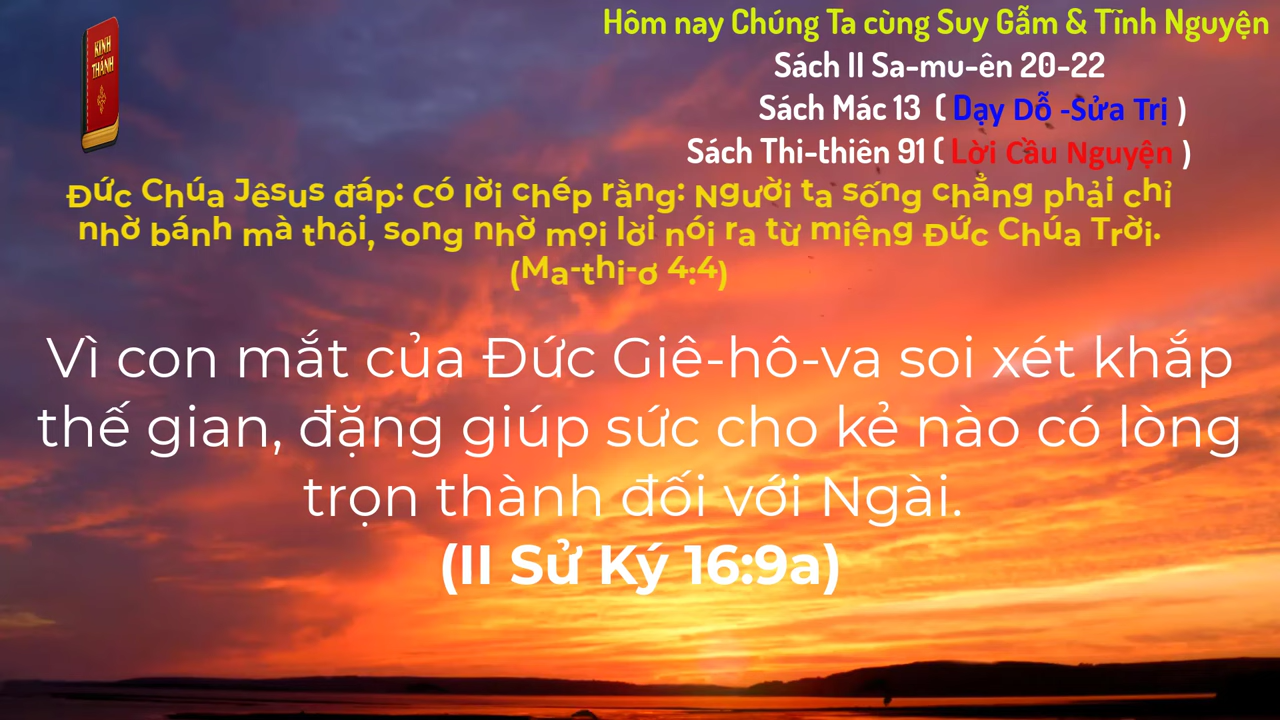 KINH
THÁNH
Hôm nay Chúng Ta cùng Suy Gẫm & Tĩnh Nguyện
Sách II Sa-mu-ên 20-22
Sách Mác 13 ( Dạy Dỗ -Sửa Trị )
Sách Thi-thiên 91 ( Lời Cầu Nguyện )
Đức Chúa Jêsus đáp: Có lời chép rằng: Người ta sống chẳng phải chỉ
nhờ bánh mà thôi, song nhờ mọi lời nói ra từ miệng Đức Chúa Trời.
(Ma-thi-ơ 4:4)
Vì con mắt của Đức Giê-hô-va soi xét khắp
thế gian, đặng giúp sức cho kẻ nào có lòng
trọn thành đối với Ngài.
(II Sử Ký 16:9a)